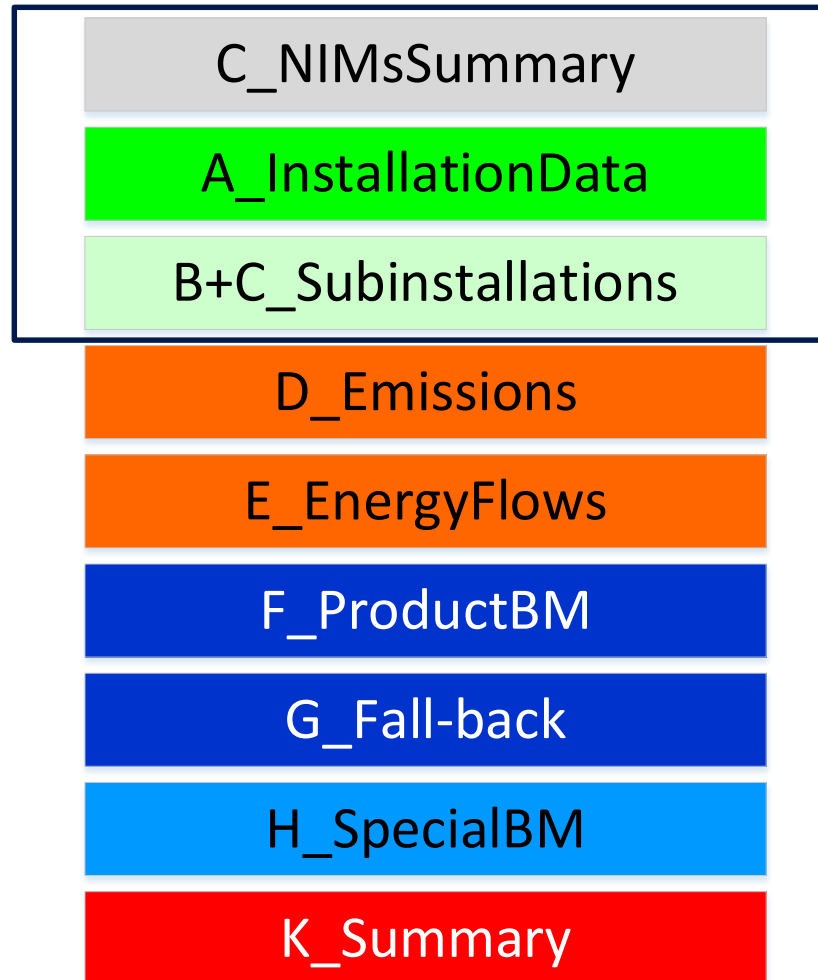 C_NIMsSummary
A_InstallationData
B+C_Subinstallations
D_Emissions
E_EnergyFlows
F_ProductBM
G_Fall-back
H_SpecialBM
K_Summary